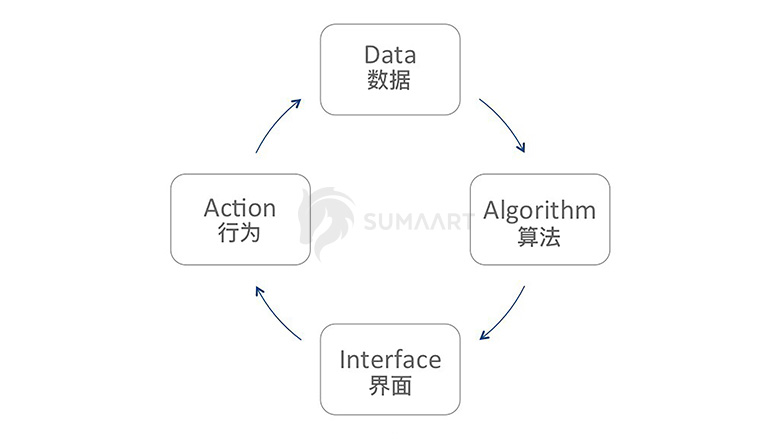 Data
数据
Action
行为
SUMAART
Algorithm
算法
Interface
界面